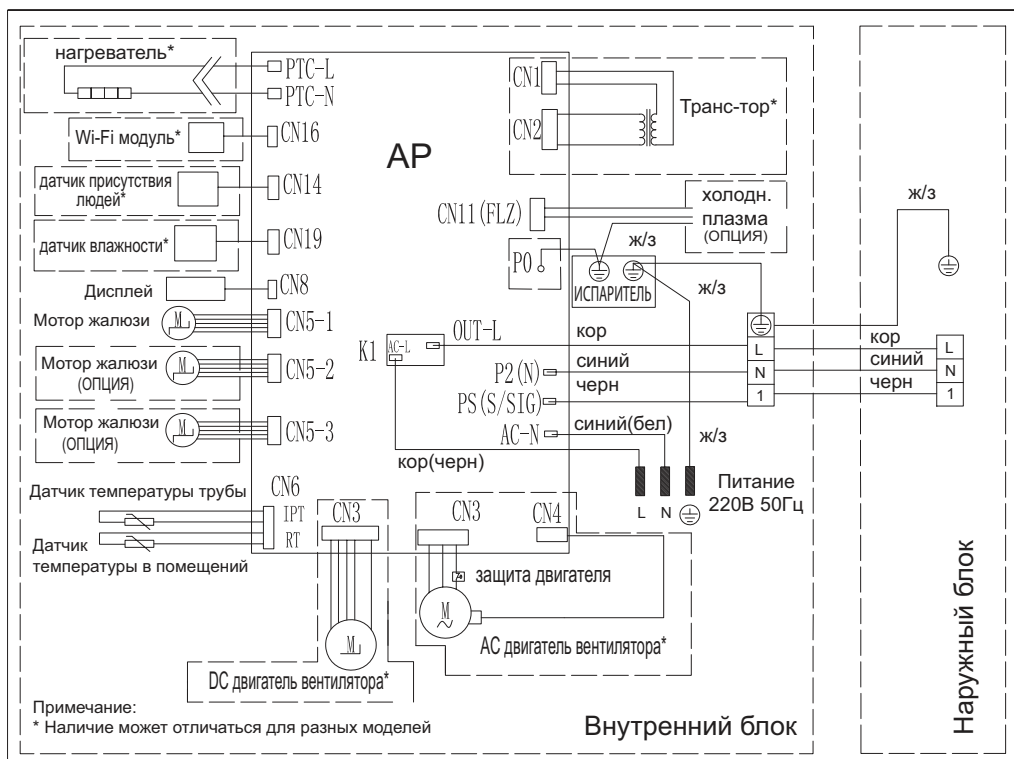 нагреватель*
PTC-L
PTC-N
Wi-Fi модуль*
CN16
датчик присутствия
людей*
CN14
датчик влажности*
CN19
Дисплей
CN8
Мотор жалюзи
CN5-1
Мотор жалюзи
(ОПЦИЯ)
CN5-2
Мотор жалюзи
(ОПЦИЯ)
CN5-3
M
M
M
Датчик температуры трубы
CN6
IPT
RT
Датчик
температуры в помещений
AP
CN1
CN2
Транс-тор*
CN11(FLZ)
холодн.
плазма
(ОПЦИЯ)
P0
ж/з
ИСПАРИТЕЛЬ
ж/з
ж/з
K1
AC-L
OUT-L
кор
P2(N)
синий
PS(S/SIG)
черн
AC-N
синий(бел)
кор(черн)
ж/з
L
N
1
кор
синий
черн
L
N
1
L
N
Питание
220В 50Гц
CN3
CN3
CN4
защита двигателя
M
M
~
AC двигатель вентилятора*
DC двигатель вентилятора*
Примечание:
* Наличие может отличаться для разных моделей
Внутренний блок
Наружный блок